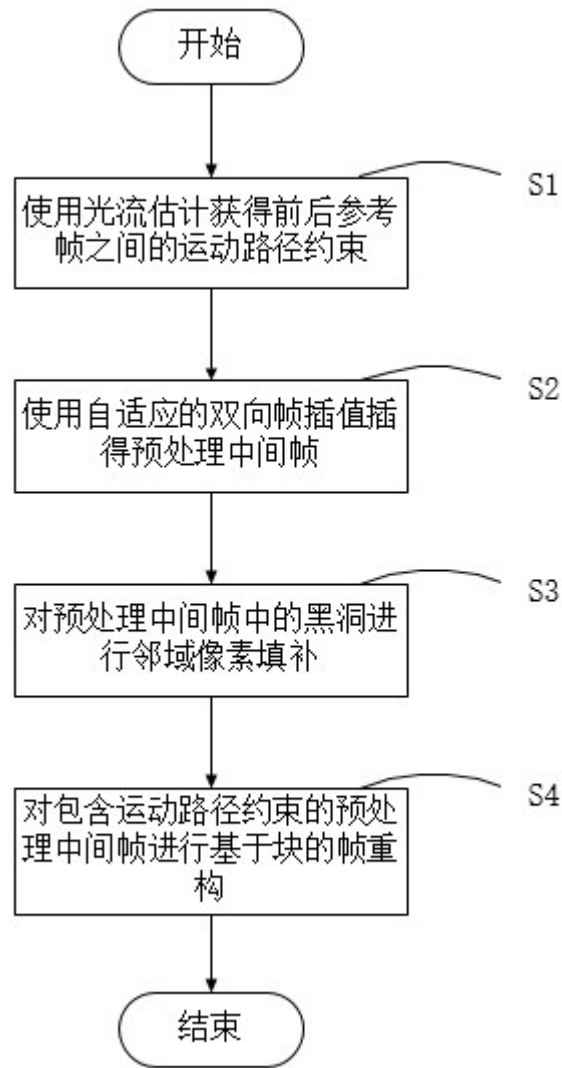 开始
S1
使用光流估计获得前后参考
帧之间的运动路径约束
S2
使用自适应的双向帧插值插
得预处理中间帧
S3
对预处理中间帧中的黑洞进
行邻域像素填补
S4
对包含运动路径约束的预处
理中间帧进行基于块的帧重
构
结束